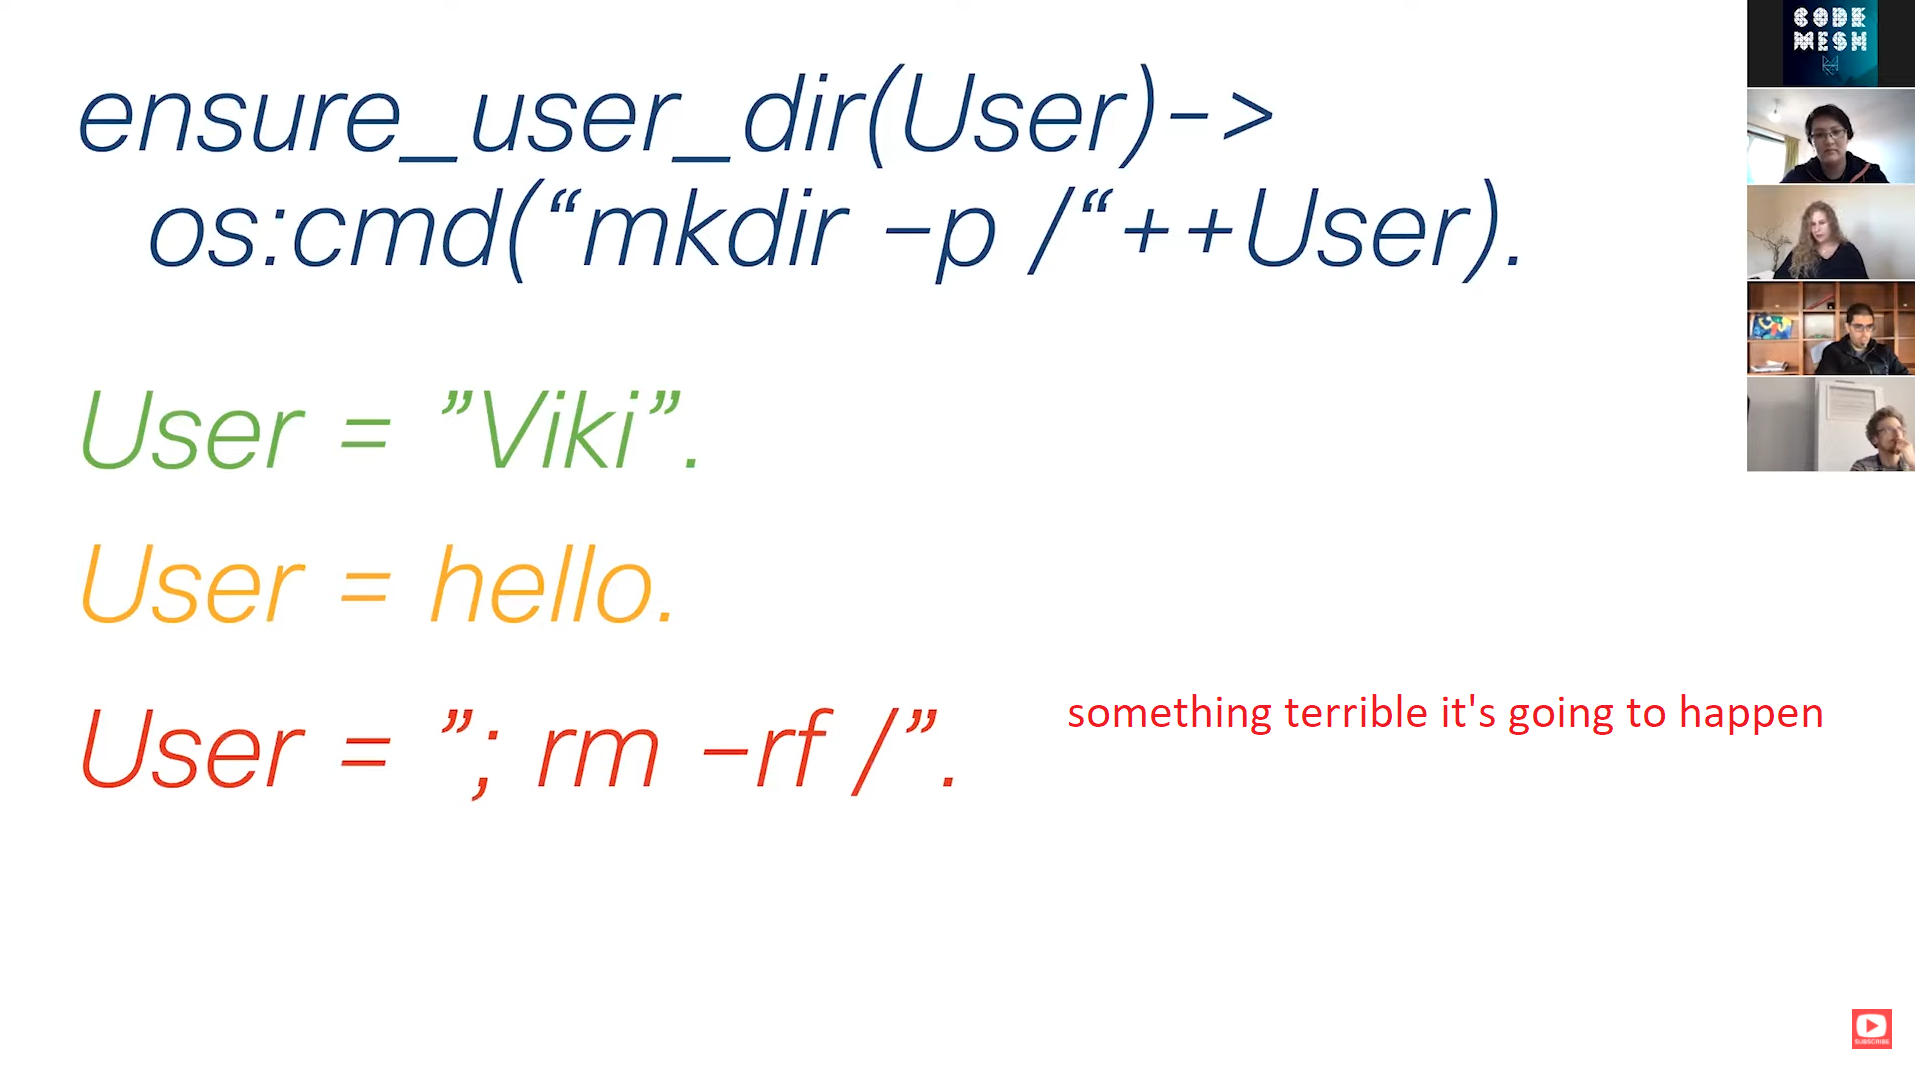 ensure_user_dir(User)->
os:cmd(“mkdir -p /“++User).
User = ”Viki”.
User = hello.
User = ”; rm -rf /”.
something terrible it's going to happen
CODE
MESH
SUBSCRIBE